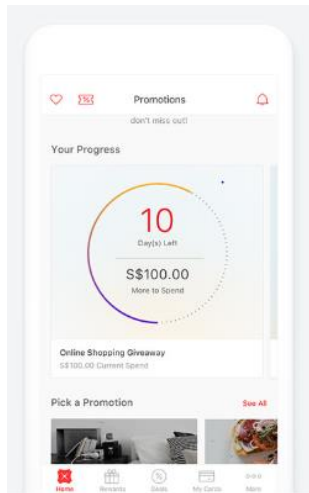 Promotions
don't miss out!
Your Progress
10
Day(s) Left
S$100.00
More to Spend
Online Shopping Giveaway
S$100.00 Current Spend
Pick a Promotion
See All
Home
Rewards
Deals
My Cards
More